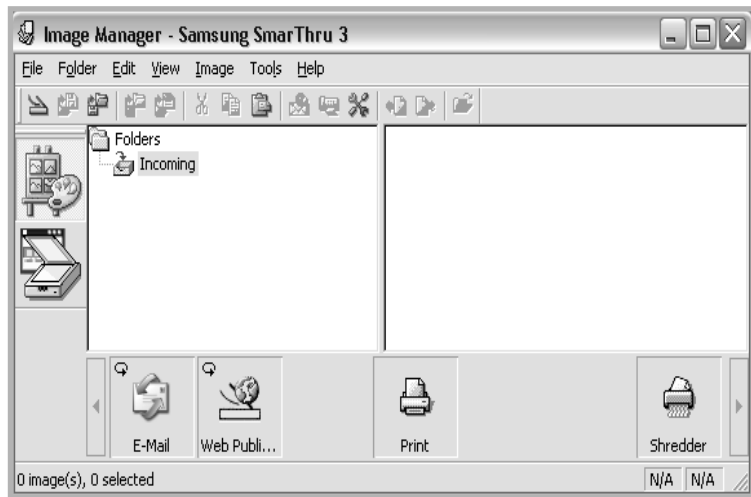 Image Manager - Samsung SmarThru 3
File Folder Edit View Image Tools Help
Folders
Incoming
E-Mail Web Publi... Print Shredder
0 image(s), 0 selected N/A N/A